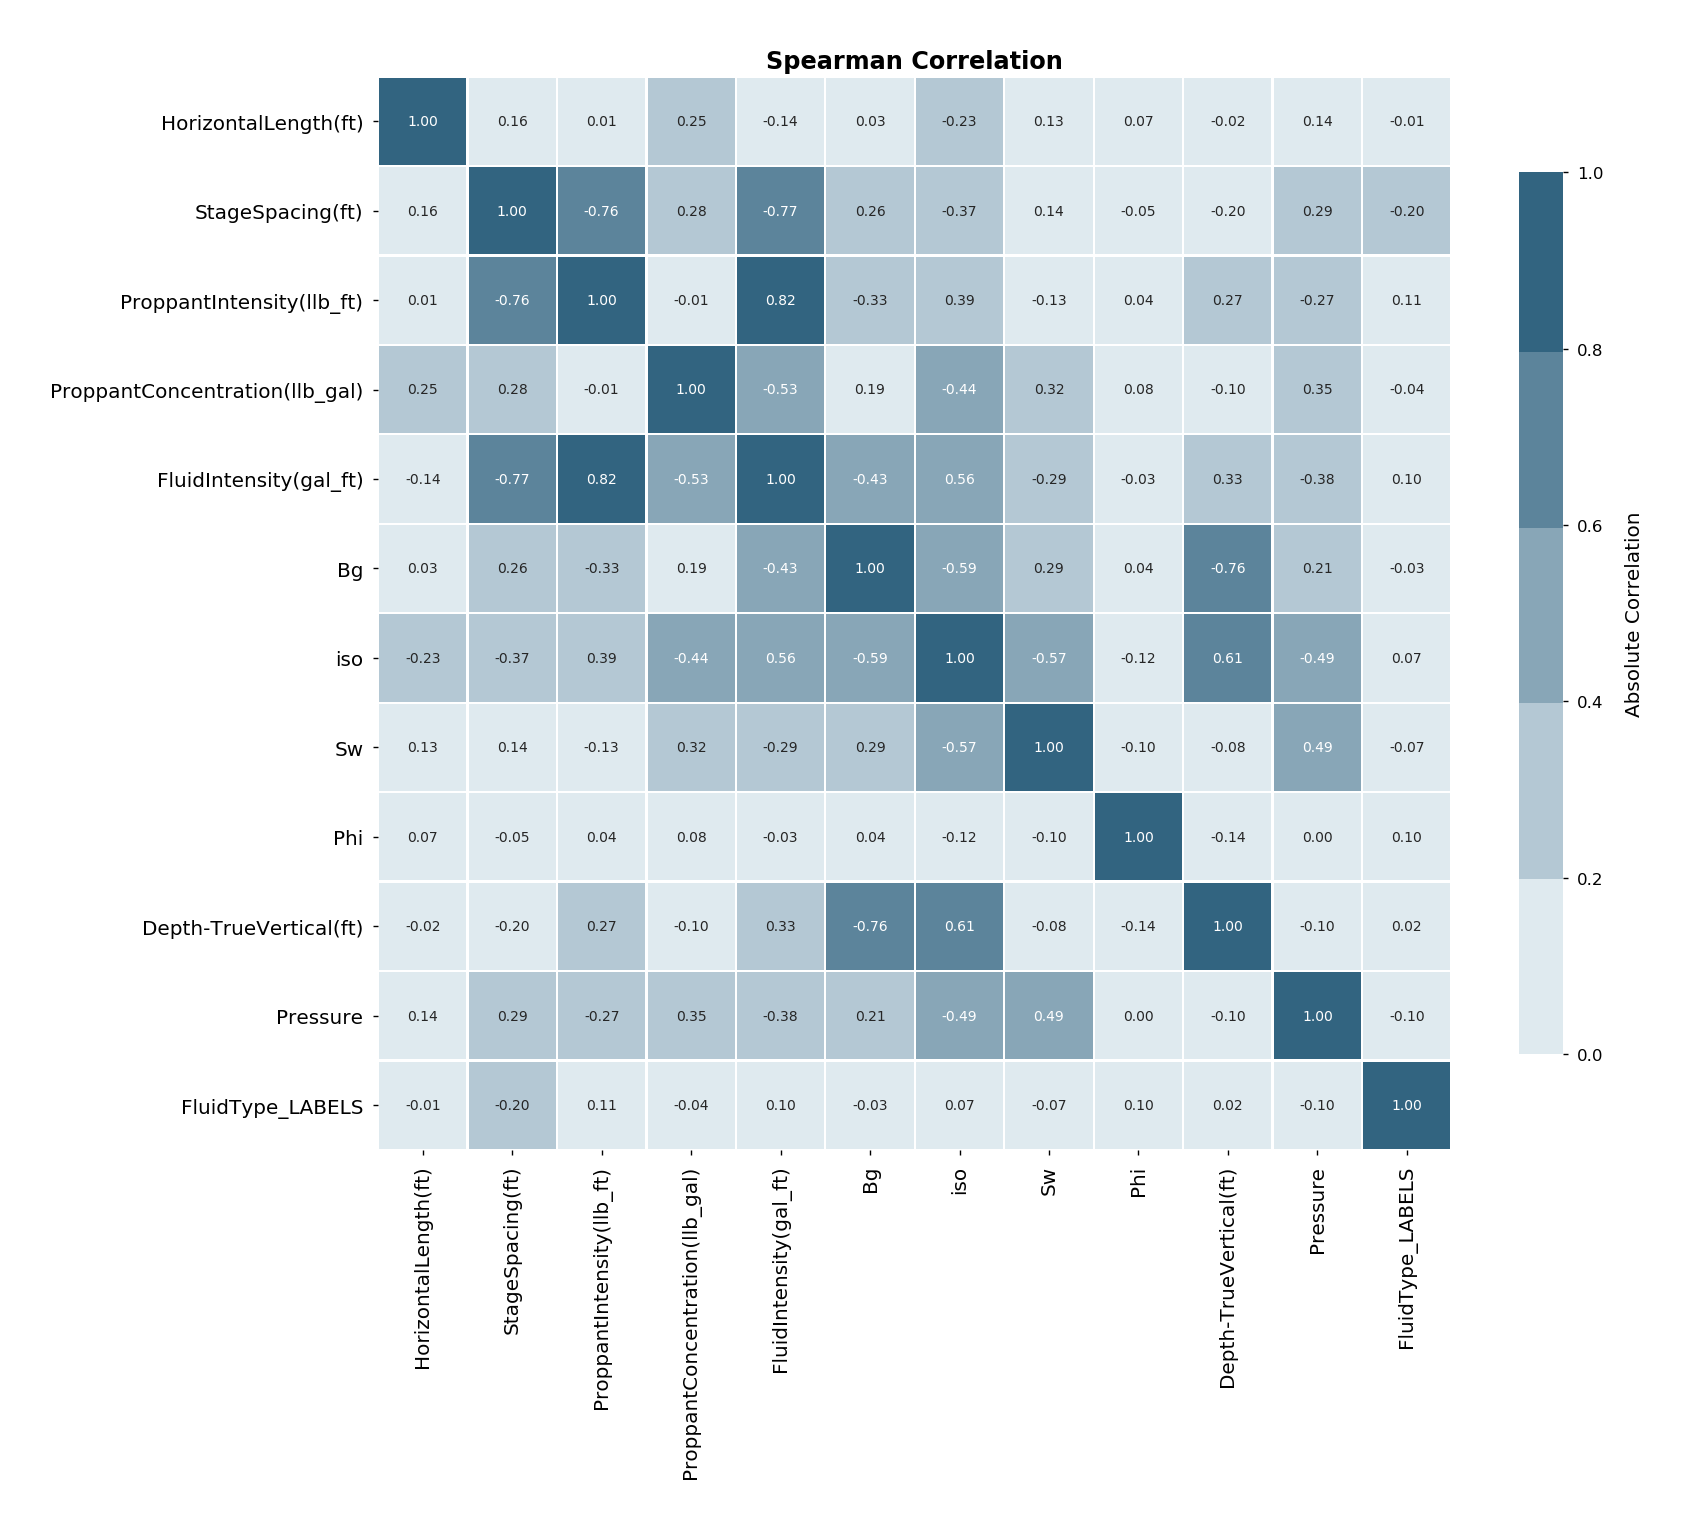 Spearman Correlation
HorizontalLength(ft) 1.00 0.16 0.01 0.25 -0.14 0.03 -0.23 0.13 0.07 -0.02 0.14 -0.01
StageSpacing(ft) 0.16 1.00 -0.76 0.28 -0.77 0.26 -0.37 0.14 -0.05 -0.20 0.29 -0.20
ProppantIntensity(llb_ft) 0.01 -0.76 1.00 -0.01 0.82 -0.33 0.39 -0.13 0.04 0.27 -0.27 0.11
ProppantConcentration(llb_gal) 0.25 0.28 -0.01 1.00 -0.53 0.19 -0.44 0.32 0.08 -0.10 0.35 -0.04
FluidIntensity(gal_ft) -0.14 -0.77 0.82 -0.53 1.00 -0.43 0.56 -0.29 -0.03 0.33 -0.38 0.10
Bg 0.03 0.26 -0.33 0.19 -0.43 1.00 -0.59 0.29 0.04 -0.76 0.21 -0.03
iso -0.23 -0.37 0.39 -0.44 0.56 -0.59 1.00 -0.57 -0.12 0.61 -0.49 0.07
Sw 0.13 0.14 -0.13 0.32 -0.29 0.29 -0.57 1.00 -0.10 -0.08 0.49 -0.07
Phi 0.07 -0.05 0.04 0.08 -0.03 0.04 -0.12 -0.10 1.00 -0.14 0.00 0.10
Depth-TrueVertical(ft) -0.02 -0.20 0.27 -0.10 0.33 -0.76 0.61 -0.08 -0.14 1.00 -0.10 0.02
Pressure 0.14 0.29 -0.27 0.35 -0.38 0.21 -0.49 0.49 0.00 -0.10 1.00 -0.10
FluidType_LABELS -0.01 -0.20 0.11 -0.04 0.10 -0.03 0.07 -0.07 0.10 0.02 -0.10 1.00
HorizontalLength(ft)
StageSpacing(ft)
ProppantIntensity(llb_ft)
ProppantConcentration(llb_gal)
FluidIntensity(gal_ft)
Bg
iso
Sw
Phi
Depth-TrueVertical(ft)
Pressure
FluidType_LABELS
1.0
0.8
0.6
0.4
0.2
0.0
Absolute Correlation